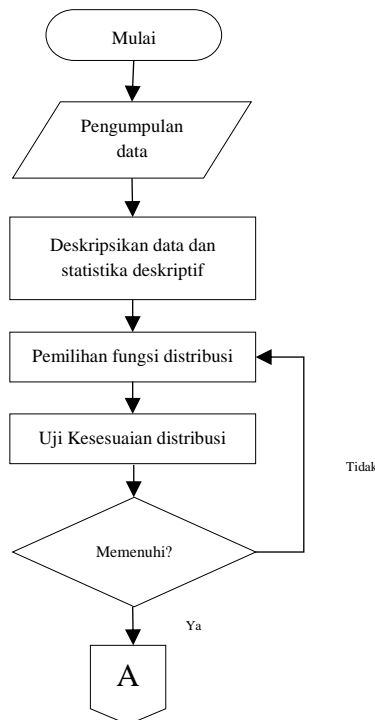 Mulai
Pengumpulan
data
Deskripsikan data dan
statistika deskriptif
Pemilihan fungsi distribusi
Uji Kesesuaian distribusi
Tidak
Memenuhi?
Ya
A